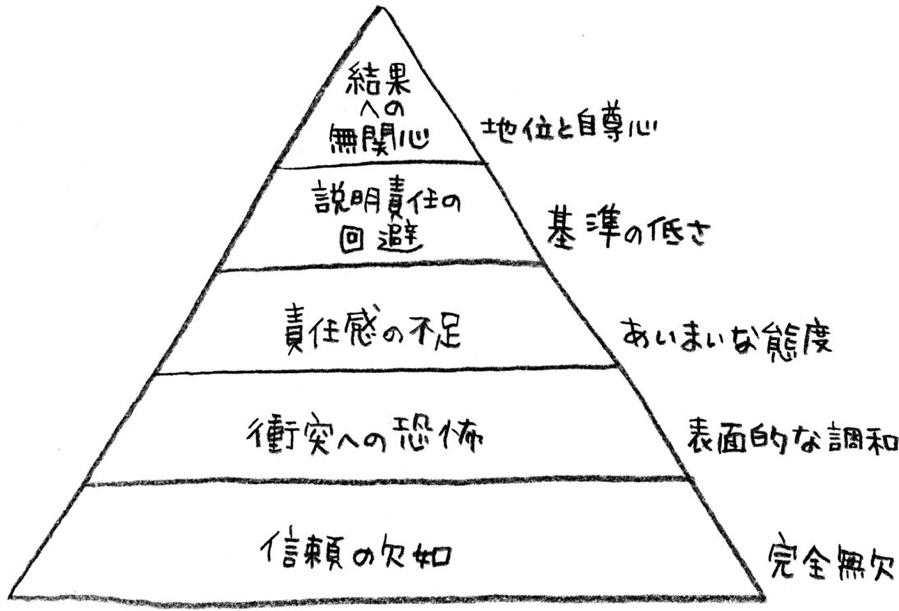 結果
への
無関心
地位と自尊心
説明責任の
回避
基準の低さ
責任感の不足
あいまいな態度
衝突への恐怖
表面的な調和
信頼の欠如
完全無欠